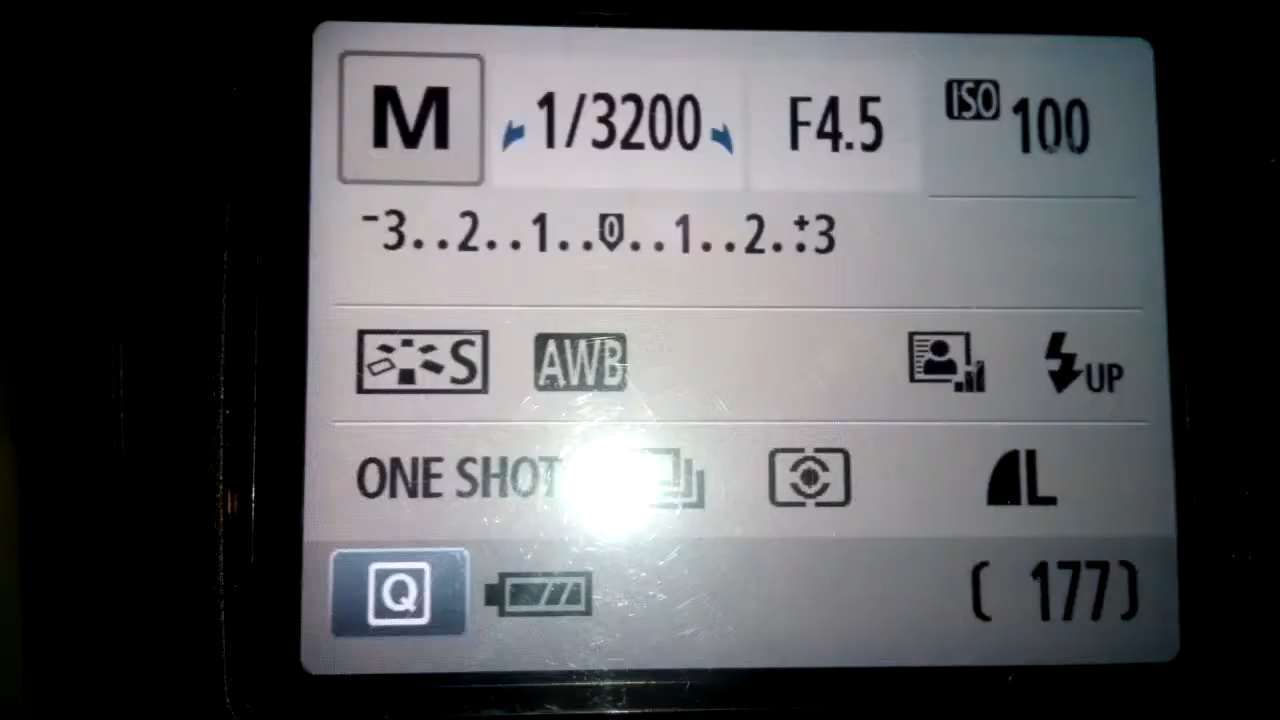 M 1/3200 F4.5 ISO 100
-3..2..1..0..1..2.:+3
S AWB UP
ONE SHOT L
Q ( 177)